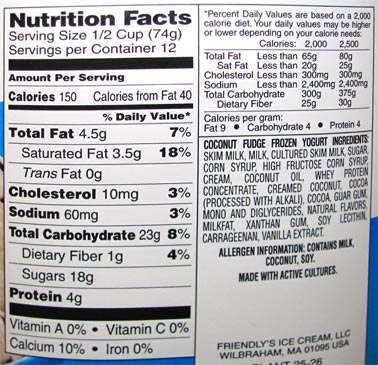 Nutrition Facts
Serving Size 1/2 Cup (74g)
Servings per Container 12
Amount Per Serving
Calories 150 Calories from Fat 40
% Daily Value*
Total Fat 4.5g 7%
Saturated Fat 3.5g 18%
Trans Fat 0g
Cholesterol 10mg 3%
Sodium 60mg 3%
Total Carbohydrate 23g 8%
Dietary Fiber 1g 4%
Sugars 18g
Protein 4g
Vitamin A 0% • Vitamin C 0%
Calcium 10% • Iron 0%
*Percent Daily Values are based on a 2,000
calorie diet. Your daily values may be higher
or lower depending on your calorie needs:
Calories: 2,000 2,500
Total Fat Less than 65g 80g
Sat Fat Less than 20g 25g
Cholesterol Less than 300mg 300mg
Sodium Less than 2,400mg 2,400mg
Total Carbohydrate 300g 375g
Dietary Fiber 25g 30g
Calories per gram:
Fat 9 • Carbohydrate 4 • Protein 4
COCONUT FUDGE FROZEN YOGURT INGREDIENTS:
SKIM MILK, MILK, CULTURED SKIM MILK, SUGAR,
CORN SYRUP, HIGH FRUCTOSE CORN SYRUP,
CREAM, COCONUT OIL, WHEY PROTEIN
CONCENTRATE, CREAMED COCONUT, COCOA
(PROCESSED WITH ALKALI), COCOA, GUAR GUM,
MONO AND DIGLYCERIDES, NATURAL FLAVORS,
MILKFAT, XANTHAN GUM, SOY LECITHIN,
CARRAGEENAN, VANILLA EXTRACT.
ALLERGEN INFORMATION: CONTAINS MILK,
COCONUT, SOY.
MADE WITH ACTIVE CULTURES.
FRIENDLY'S ICE CREAM, LLC
WILBRAHAM, MA 01095 USA
PLANT 25-26